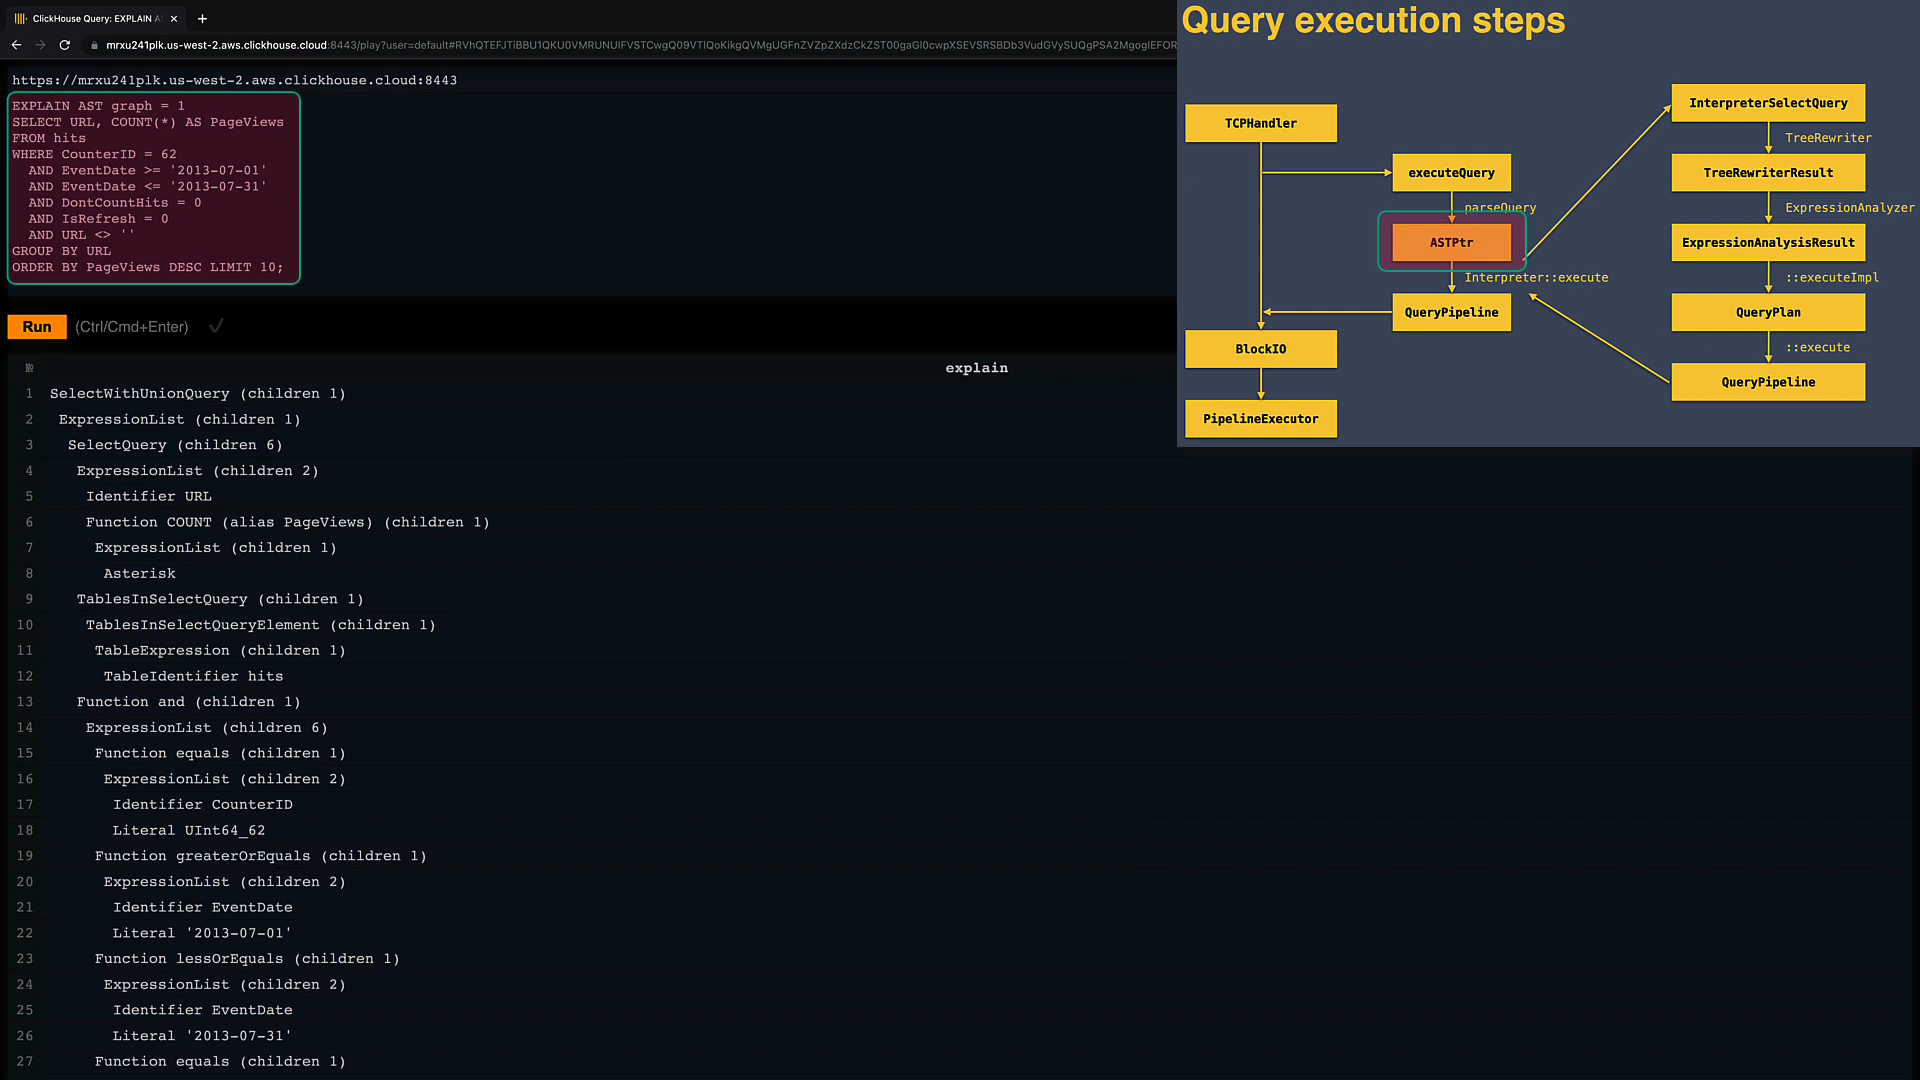 ClickHouse Query: EXPLAIN AS
mrxu241plk.us-west-2.aws.clickhouse.cloud:8443/play?user=default
https://mrxu241plk.us-west-2.aws.clickhouse.cloud:8443
EXPLAIN AST graph = 1
SELECT URL, COUNT(*) AS PageViews
FROM hits
WHERE CounterID = 62
AND EventDate >= '2013-07-01'
AND EventDate <= '2013-07-31'
AND DontCountHits = 0
AND IsRefresh = 0
AND URL <> ''
GROUP BY URL
ORDER BY PageViews DESC LIMIT 10;
Run (Ctrl/Cmd+Enter) ✓
№ explain
1 SelectWithUnionQuery (children 1)
2 ExpressionList (children 1)
3 SelectQuery (children 6)
4 ExpressionList (children 2)
5 Identifier URL
6 Function COUNT (alias PageViews) (children 1)
7 ExpressionList (children 1)
8 Asterisk
9 TablesInSelectQuery (children 1)
10 TablesInSelectQueryElement (children 1)
11 TableExpression (children 1)
12 TableIdentifier hits
13 Function and (children 1)
14 ExpressionList (children 6)
15 Function equals (children 1)
16 ExpressionList (children 2)
17 Identifier CounterID
18 Literal UInt64_62
19 Function greaterOrEquals (children 1)
20 ExpressionList (children 2)
21 Identifier EventDate
22 Literal '2013-07-01'
23 Function lessOrEquals (children 1)
24 ExpressionList (children 2)
25 Identifier EventDate
26 Literal '2013-07-31'
27 Function equals (children 1)
Query execution steps
TCPHandler
executeQuery
parseQuery
ASTPtr
Interpreter::execute
QueryPipeline
BlockIO
PipelineExecutor
InterpreterSelectQuery
TreeRewriter
TreeRewriterResult
ExpressionAnalyzer
ExpressionAnalysisResult
::executeImpl
QueryPlan
::execute
QueryPipeline